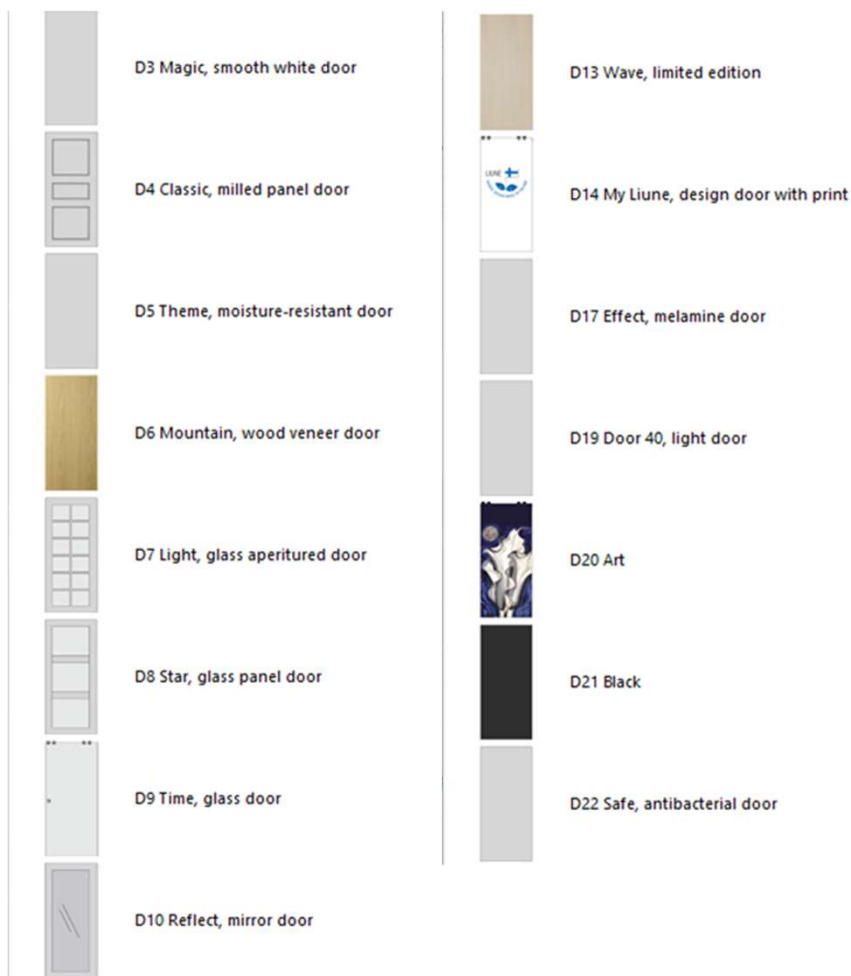 D3 Magic, smooth white door
D4 Classic, milled panel door
D5 Theme, moisture-resistant door
D6 Mountain, wood veneer door
D7 Light, glass aperitured door
D8 Star, glass panel door
D9 Time, glass door
D10 Reflect, mirror door
D13 Wave, limited edition
LIUNE
D14 My Liune, design door with print
D17 Effect, melamine door
D19 Door 40, light door
D20 Art
D21 Black
D22 Safe, antibacterial door